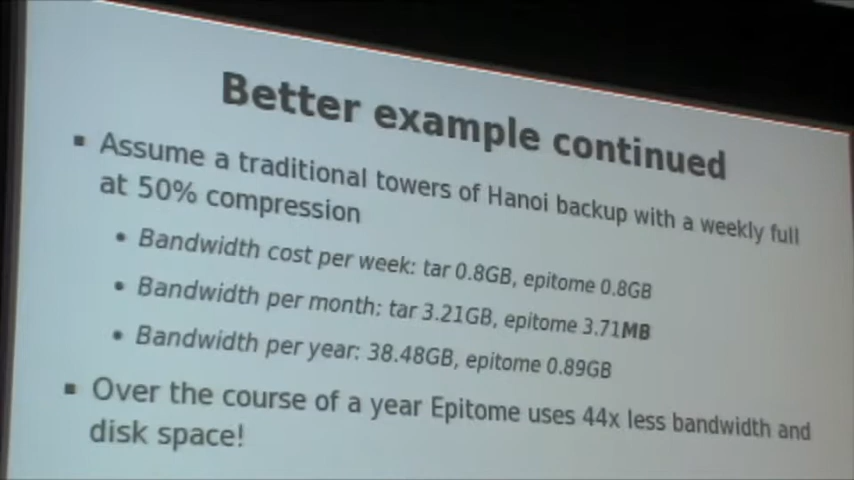 Better example continued
Assume a traditional towers of Hanoi backup with a weekly full
at 50% compression
Bandwidth cost per week: tar 0.8GB, epitome 0.8GB
Bandwidth per month: tar 3.21GB, epitome 3.71MB
Bandwidth per year: 38.48GB, epitome 0.89GB
Over the course of a year Epitome uses 44x less bandwidth and
disk space!